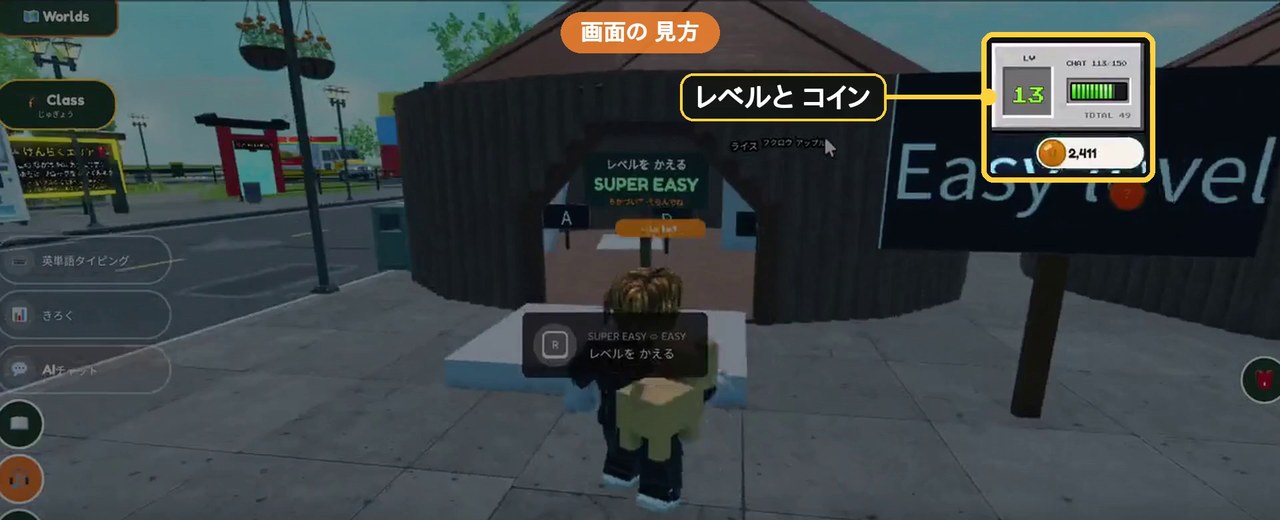 Worlds
画面の 見方
LV
CHAT 113/150
13
TOTAL 49
レベルと コイン
2,411
Class
じゅぎょう
ライス フクロウ アップル
レベルを かえる
SUPER EASY
A
Easy level
英単語タイピング
きろく
R
SUPER EASY ⇔ EASY
レベルを かえる
AIチャット